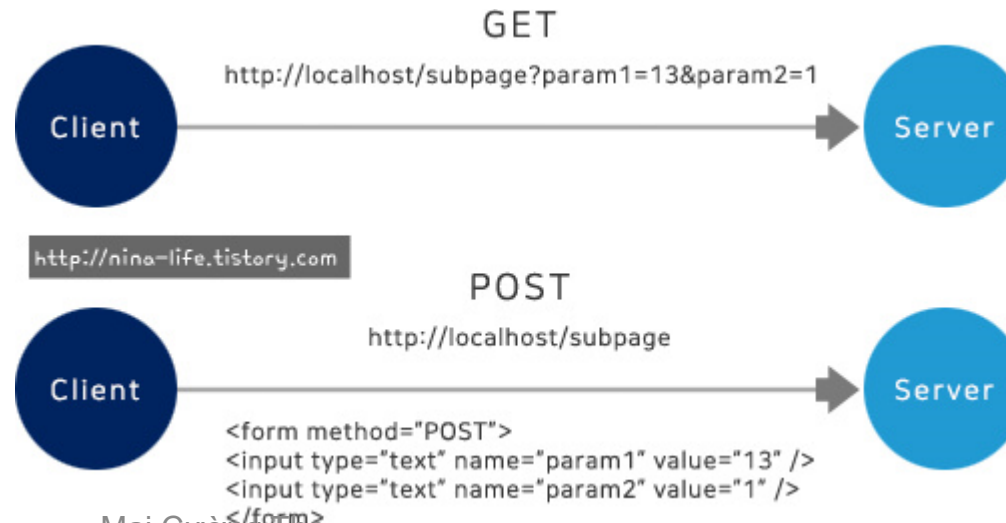 GET
http://localhost/subpage?param1=13&param2=1
Client
Server
http://nina-life.tistory.com
POST
http://localhost/subpage
Client
Server
<form method="POST">
<input type="text" name="param1" value="13" />
<input type="text" name="param2" value="1" />
</form>
Mai